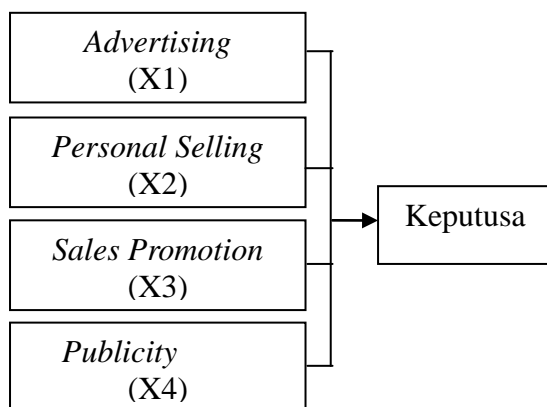 Advertising
(X1)
Personal Selling
(X2)
Sales Promotion
(X3)
Publicity
(X4)
Keputusa